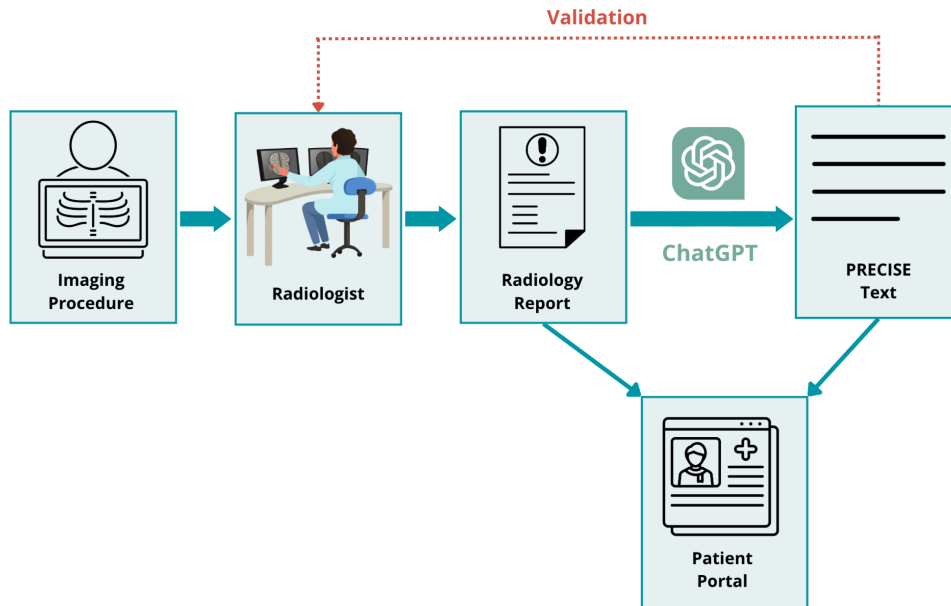 Validation
Imaging
Procedure
Radiologist
Radiology
Report
ChatGPT
PRECISE
Text
Patient
Portal